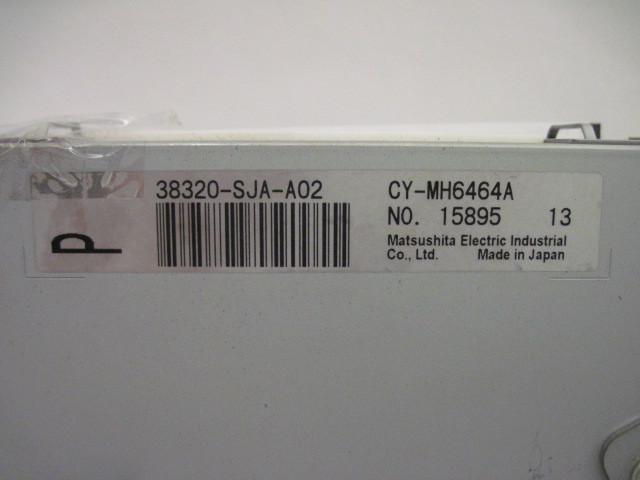 38320-SJA-A02
P
CY-MH6464A
NO. 15895 13
Matsushita Electric Industrial
Co., Ltd. Made in Japan